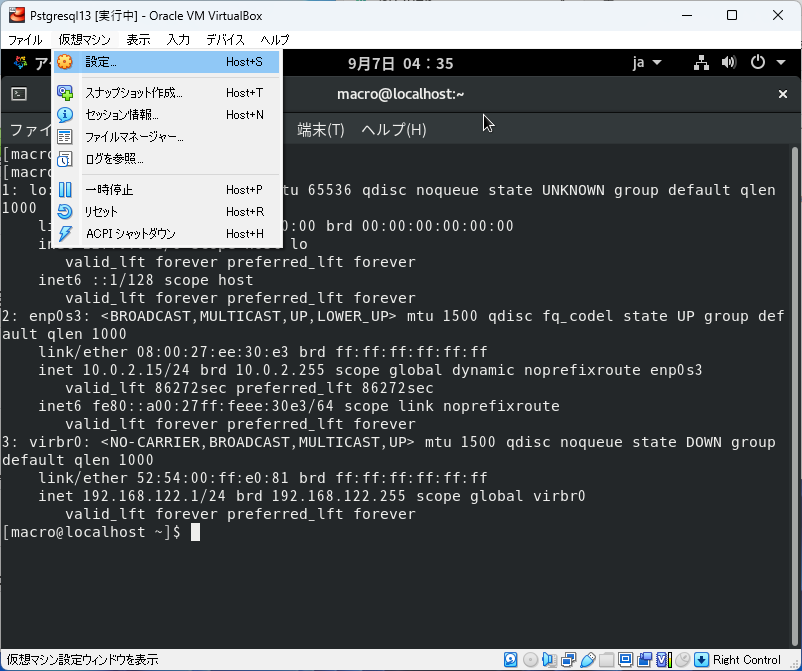 Pstgresql13 [実行中] - Oracle VM VirtualBox
ファイル 仮想マシン 表示 入力 デバイス ヘルプ
ア 9月7日 04：35 ja
設定... Host+S
macro@localhost:~
スナップショット作成... Host+T
セッション情報... Host+N
ファイ 端末(T) ヘルプ(H)
ファイルマネージャー...
[macr
ログを参照...
[macr
1: lo: tu 65536 qdisc noqueue state UNKNOWN group default qlen
一時停止 Host+P
1000
リセット Host+R
li 0:00 brd 00:00:00:00:00:00
ACPI シャットダウン Host+H
lo
valid_lft forever preferred_lft forever
inet6 ::1/128 scope host
valid_lft forever preferred_lft forever
2: enp0s3: <BROADCAST,MULTICAST,UP,LOWER_UP> mtu 1500 qdisc fq_codel state UP group def
ault qlen 1000
link/ether 08:00:27:ee:30:e3 brd ff:ff:ff:ff:ff:ff
inet 10.0.2.15/24 brd 10.0.2.255 scope global dynamic noprefixroute enp0s3
valid_lft 86272sec preferred_lft 86272sec
inet6 fe80::a00:27ff:feee:30e3/64 scope link noprefixroute
valid_lft forever preferred_lft forever
3: virbr0: <NO-CARRIER,BROADCAST,MULTICAST,UP> mtu 1500 qdisc noqueue state DOWN group
default qlen 1000
link/ether 52:54:00:ff:e0:81 brd ff:ff:ff:ff:ff:ff
inet 192.168.122.1/24 brd 192.168.122.255 scope global virbr0
valid_lft forever preferred_lft forever
[macro@localhost ~]$
仮想マシン設定ウィンドウを表示 Right Control